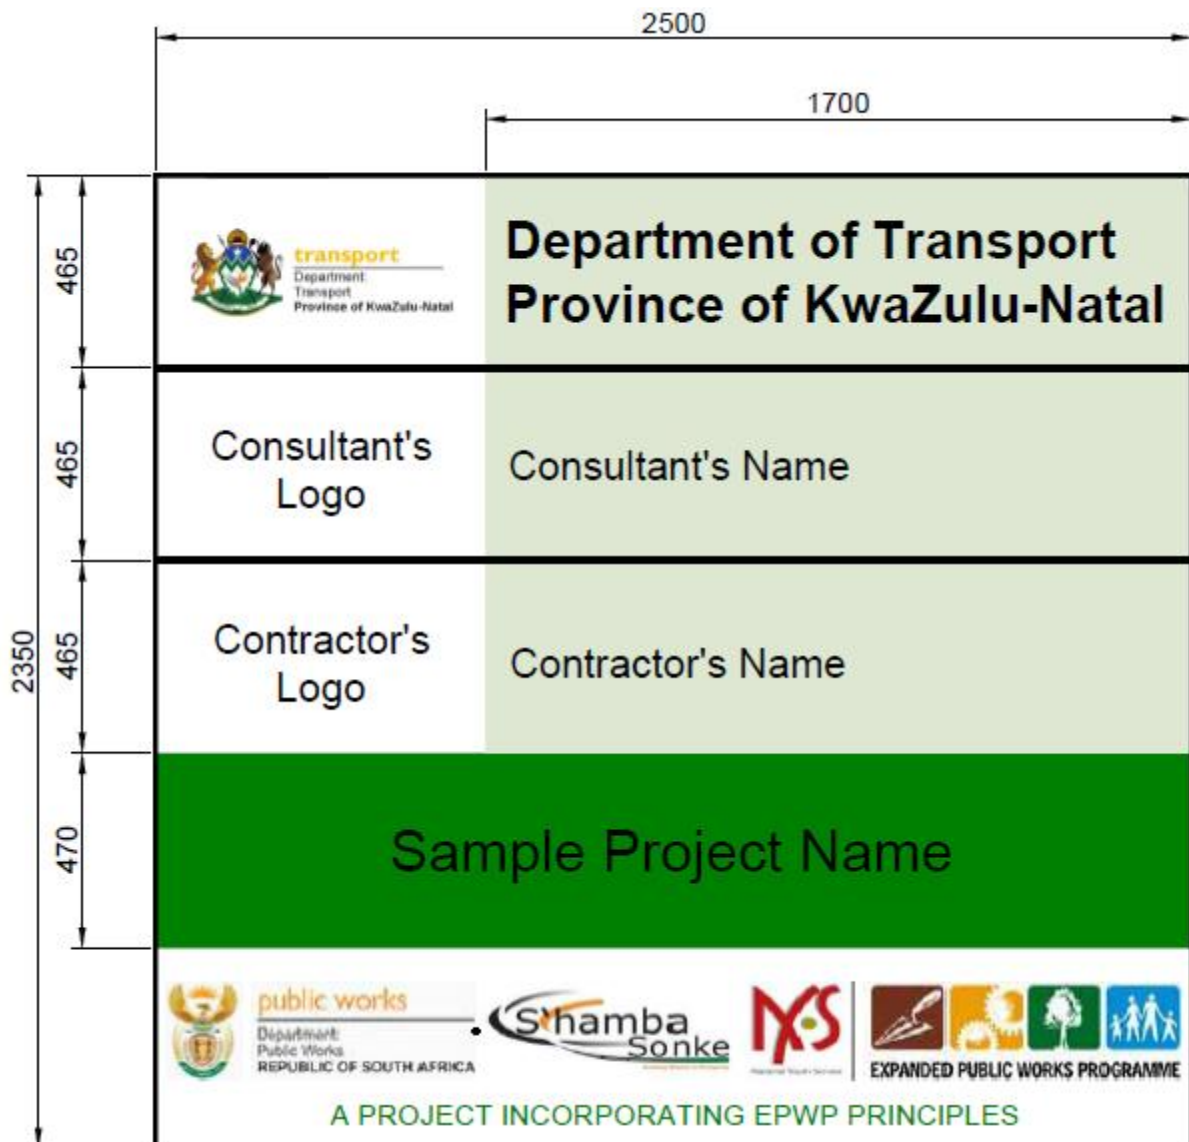 2500
1700
465
transport
Department:
Transport
Province of KwaZulu-Natal
Department of Transport
Province of KwaZulu-Natal
465
Consultant's
Logo
Consultant's Name
2350
465
Contractor's
Logo
Contractor's Name
470
Sample Project Name
public works
Department:
Public Works
REPUBLIC OF SOUTH AFRICA
S'hamba
Sonke
NYS
EXPANDED PUBLIC WORKS PROGRAMME
A PROJECT INCORPORATING EPWP PRINCIPLES